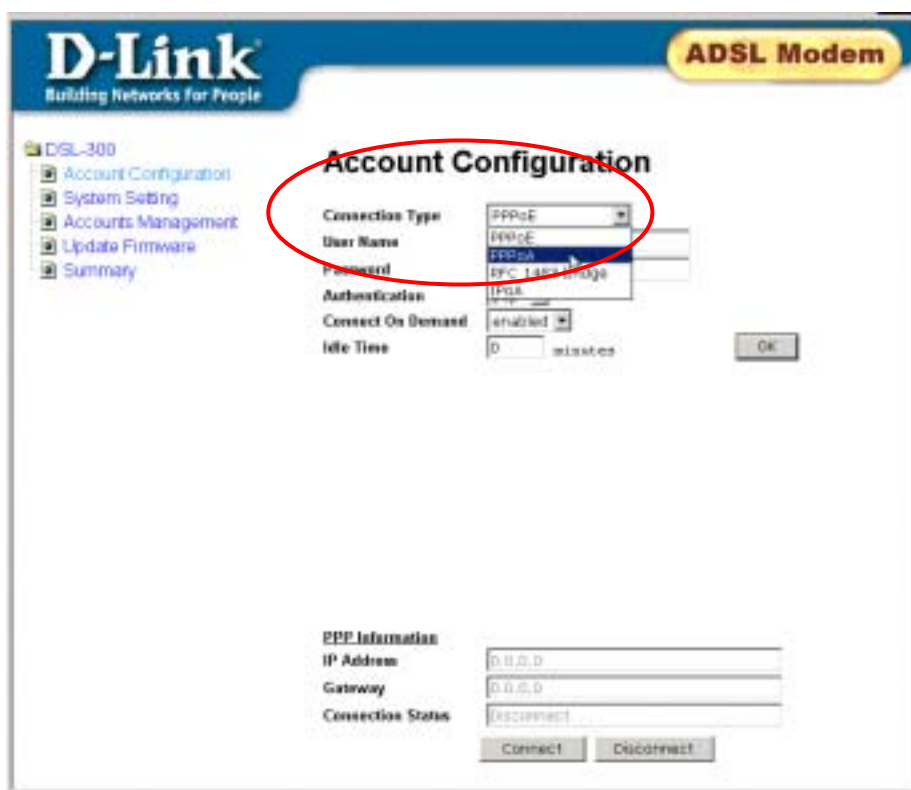 D-Link
Building Networks for People
ADSL Modem
DSL-300
Account Configuration
System Setting
Accounts Management
Update Firmware
Summary
Account Configuration
Connection Type PPPoE
PPPoE
PPPoA
RFC 1483 Bridge
IPoA
User Name
Password
Authentication
Connect On Demand enabled
Idle Time 0 minutes
OK
PPP Information
IP Address 0.0.0.0
Gateway 0.0.0.0
Connection Status Disconnect
Connect Disconnect